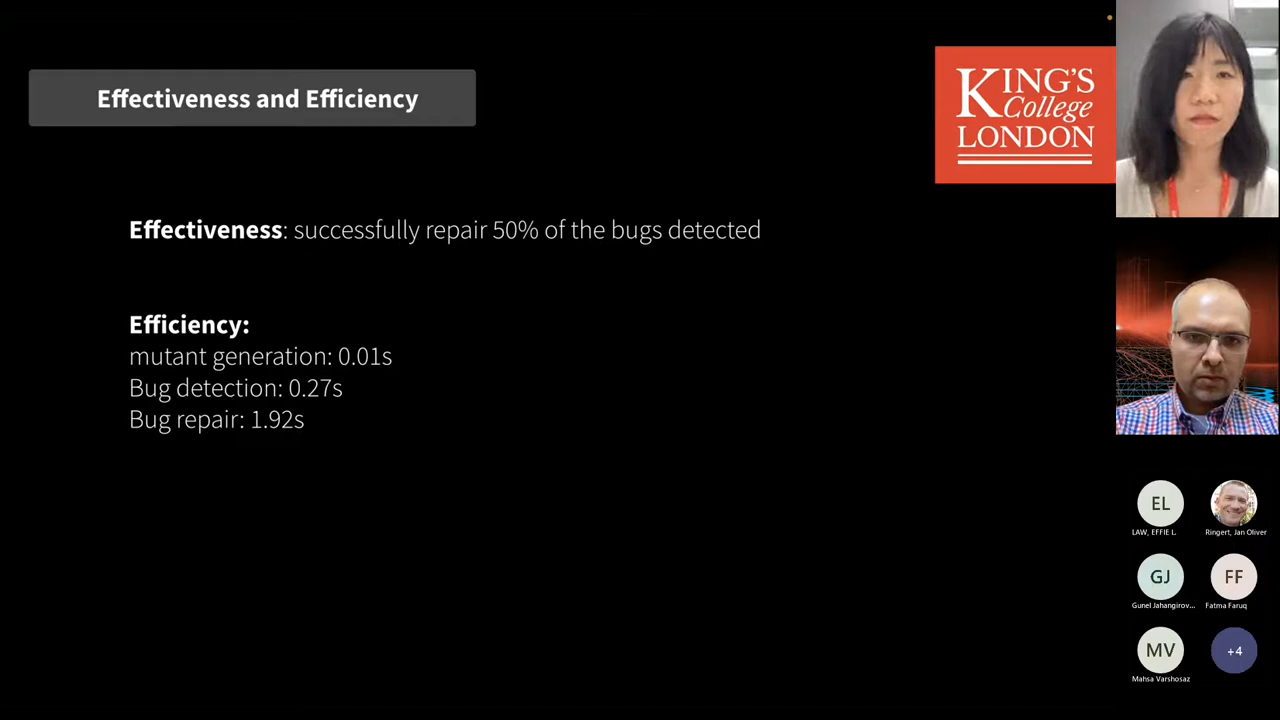 Effectiveness and Efficiency
KING'S
College
LONDON
Effectiveness: successfully repair 50% of the bugs detected
Efficiency:
mutant generation: 0.01s
Bug detection: 0.27s
Bug repair: 1.92s
EL
LAW, EFFIE L.
Ringert, Jan Oliver
GJ
FF
Gunel Jahangirov...
Fatma Faruq
MV
+4
Mahsa Varshosaz